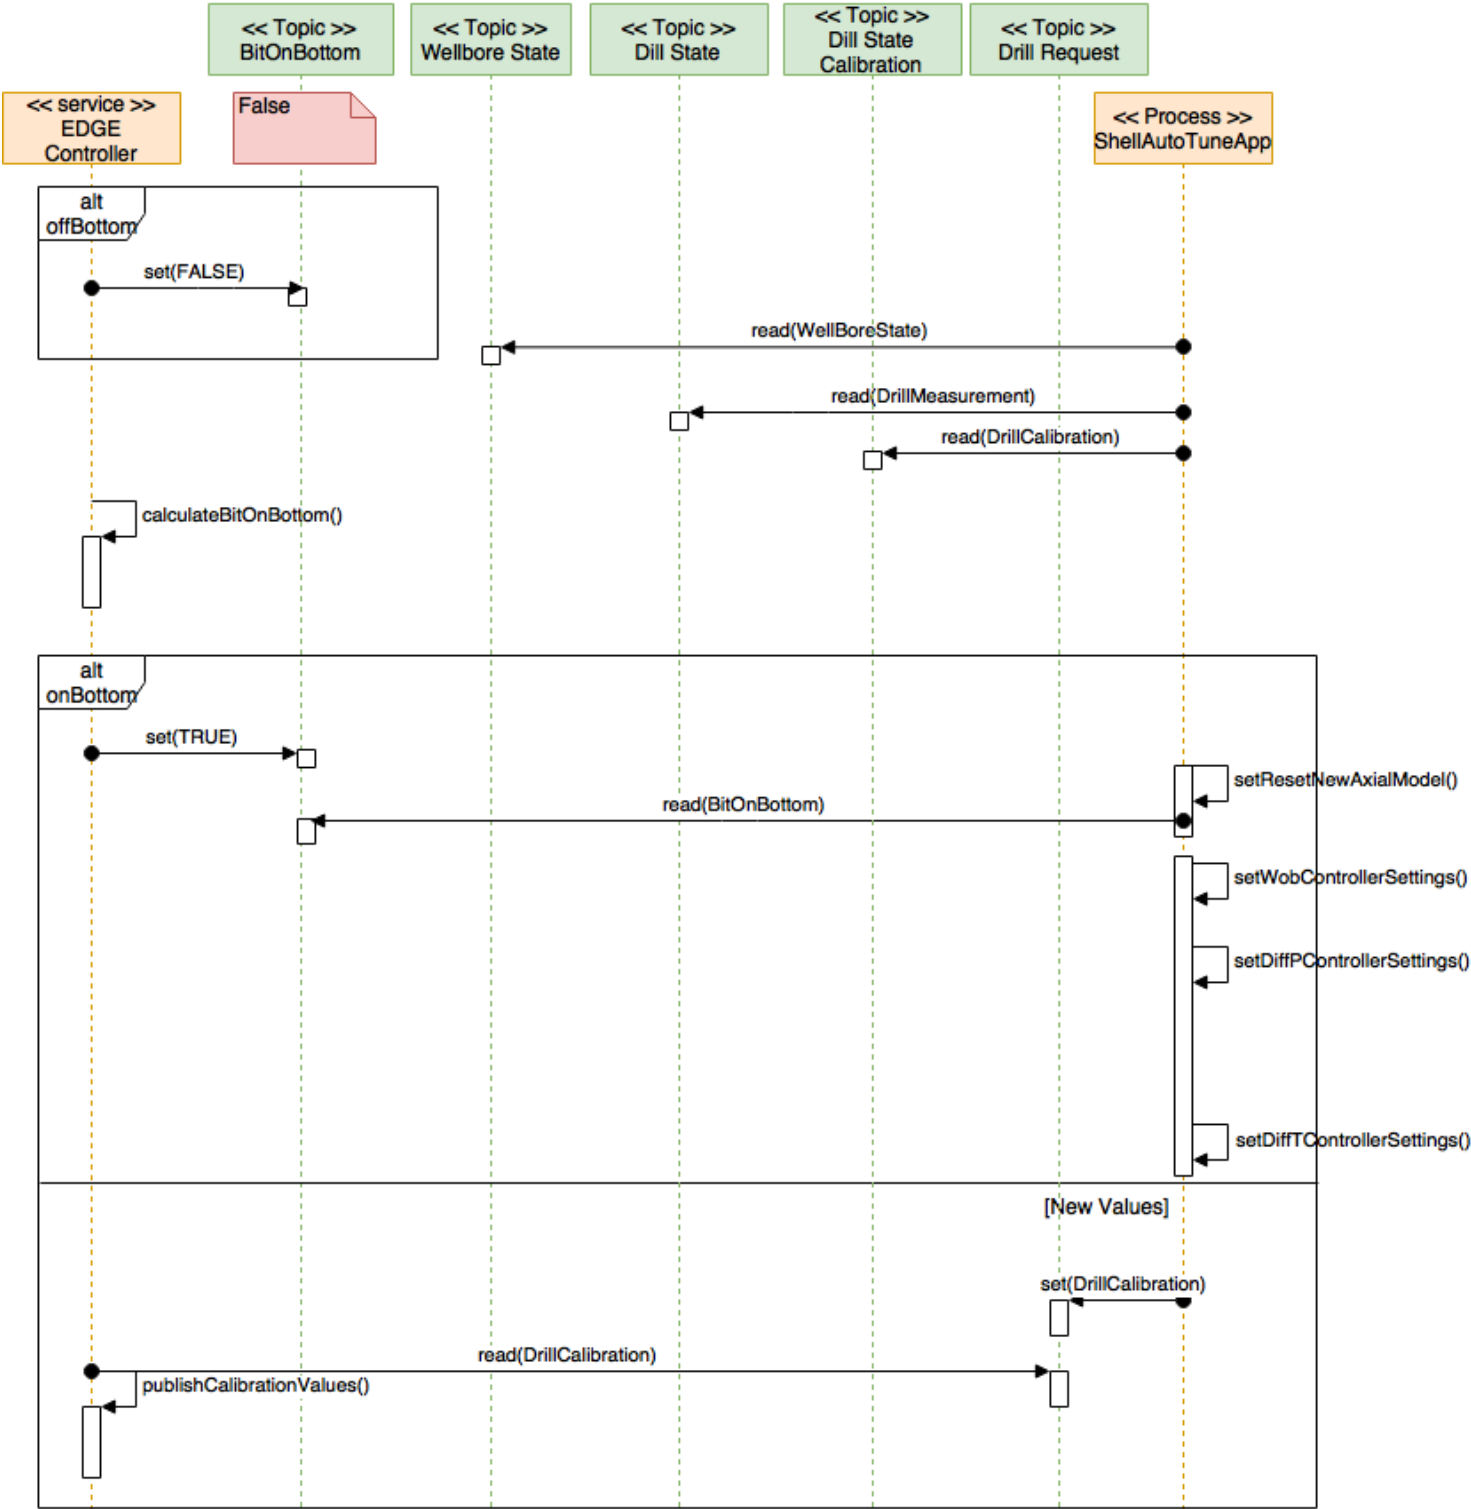 << Topic >>
BitOnBottom
<< Topic >>
Wellbore State
<< Topic >>
Dill State
<< Topic >>
Dill State
Calibration
<< Topic >>
Drill Request
<< service >>
EDGE
Controller
False
<< Process >>
ShellAutoTuneApp
alt
offBottom
set(FALSE)
read(WellBoreState)
read(DrillMeasurement)
read(DrillCalibration)
calculateBitOnBottom()
alt
onBottom
set(TRUE)
setResetNewAxialModel()
read(BitOnBottom)
setWobControllerSettings()
setDiffPControllerSettings()
setDiffTControllerSettings()
[New Values]
set(DrillCalibration)
read(DrillCalibration)
publishCalibrationValues()